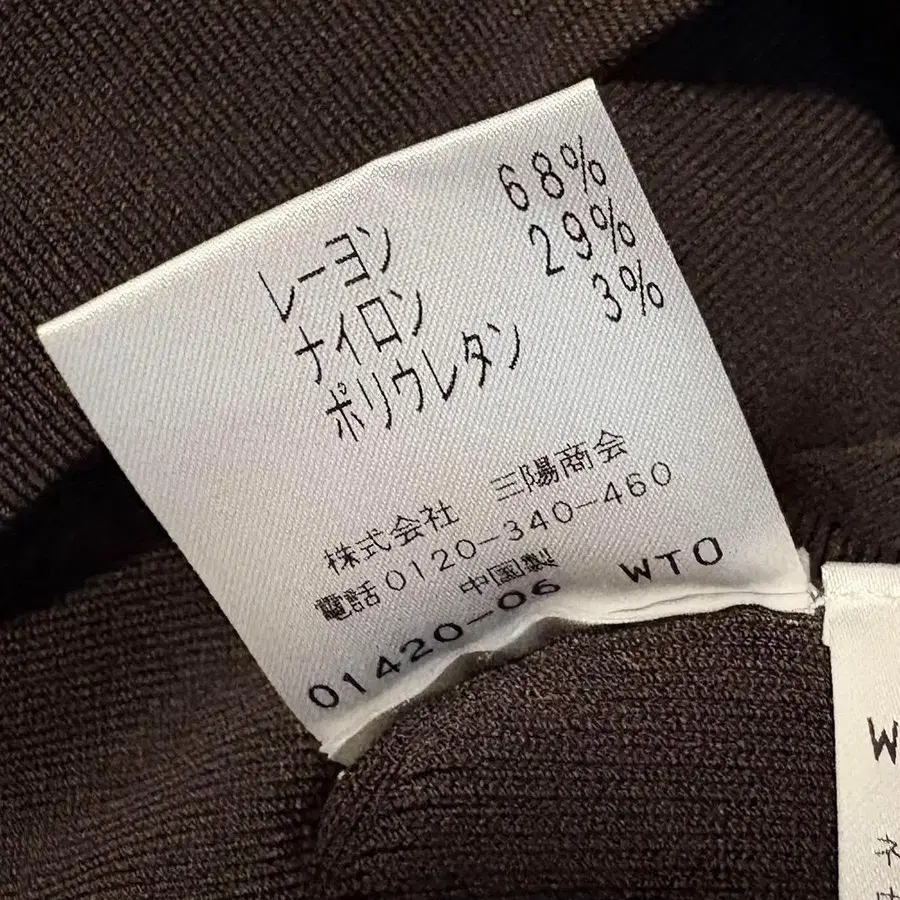 レーヨン 68%
ナイロン 29%
ポリウレタン 3%
株式会社 三陽商会
電話0120-340-460
中国製
01420-06 WTO
W